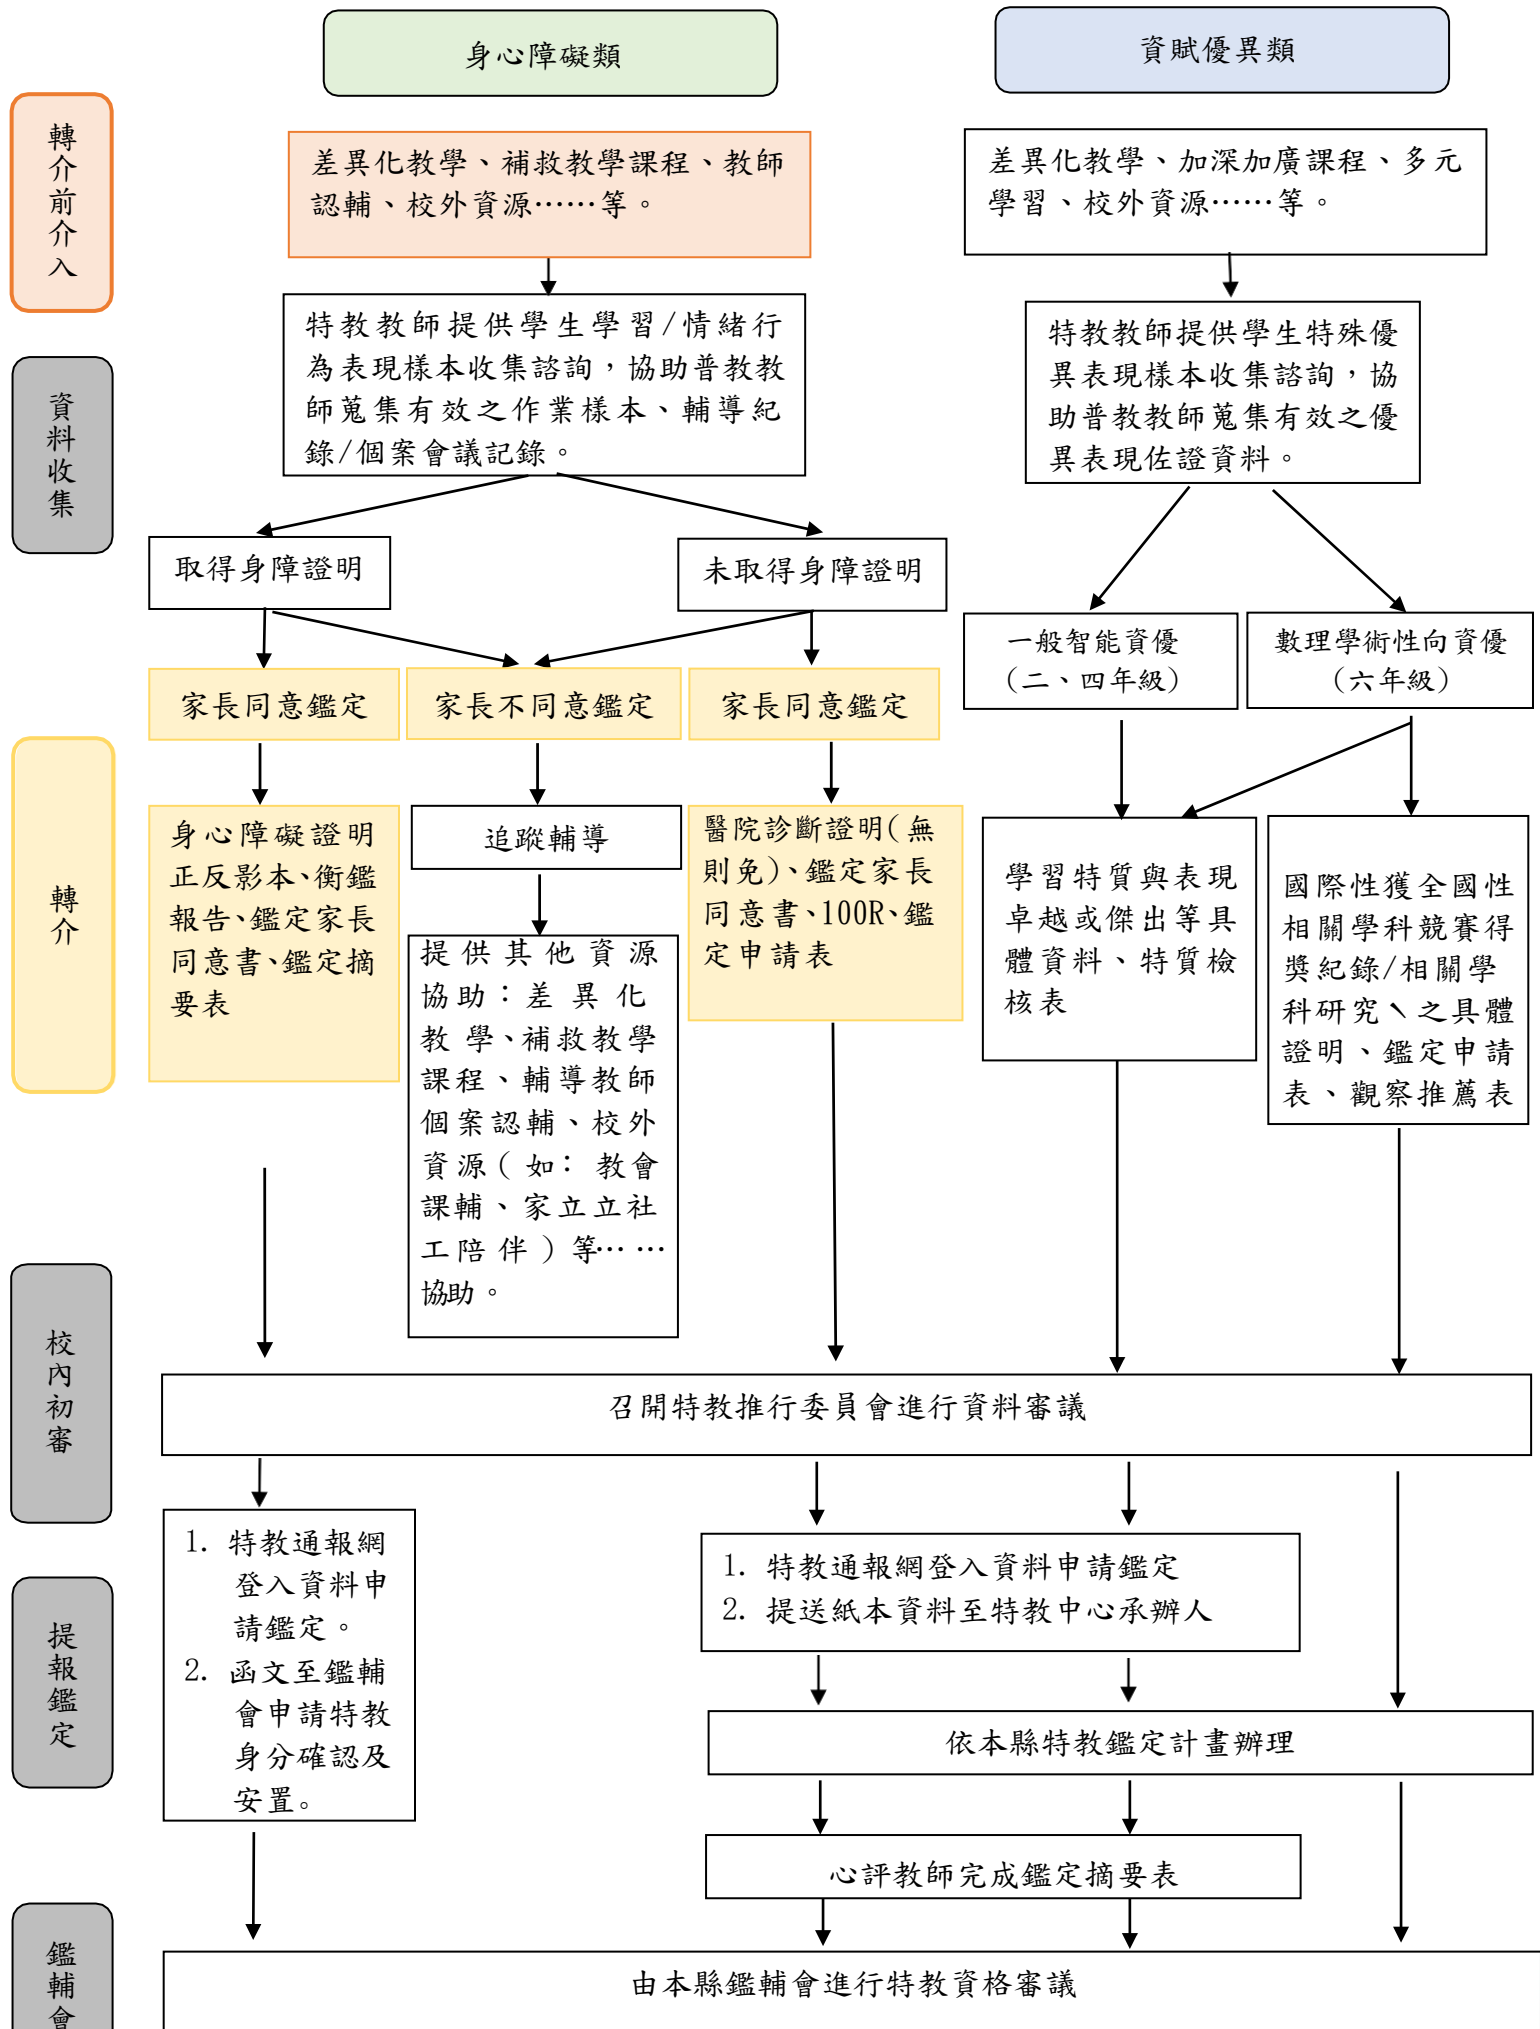 身心障礙類
資賦優異類
轉介前介入
差異化教學、補救教學課程、教師
認輔、校外資源……等。
差異化教學、加深加廣課程、多元
學習、校外資源……等。
資料收集
特教教師提供學生學習/情緒行
為表現樣本收集諮詢，協助普教教
師蒐集有效之作業樣本、輔導紀
錄/個案會議記錄。
特教教師提供學生特殊優
異表現樣本收集諮詢，協
助普教教師蒐集有效之優
異表現佐證資料。
取得身障證明
未取得身障證明
一般智能資優
(二、四年級)
數理學術性向資優
(六年級)
家長同意鑑定
家長不同意鑑定
家長同意鑑定
轉介
身心障礙證明
正反影本、衡鑑
報告、鑑定家長
同意書、鑑定摘
要表
追蹤輔導
提供其他資源
協助：差異化
教學、補救教學
課程、輔導教師
個案認輔、校外
資源（如：教會
課輔、家立立社
工陪伴）等……
協助。
醫院診斷證明(無
則免)、鑑定家長
同意書、100R、鑑
定申請表
學習特質與表現
卓越或傑出等具
體資料、特質檢
核表
國際性獲全國性
相關學科競賽得
獎紀錄/相關學
科研究㇏之具體
證明、鑑定申請
表、觀察推薦表
校內初審
召開特教推行委員會進行資料審議
提報鑑定
1. 特教通報網
登入資料申
請鑑定。
2. 函文至鑑輔
會申請特教
身分確認及
安置。
1. 特教通報網登入資料申請鑑定
2. 提送紙本資料至特教中心承辦人
依本縣特教鑑定計畫辦理
心評教師完成鑑定摘要表
鑑輔會
由本縣鑑輔會進行特教資格審議